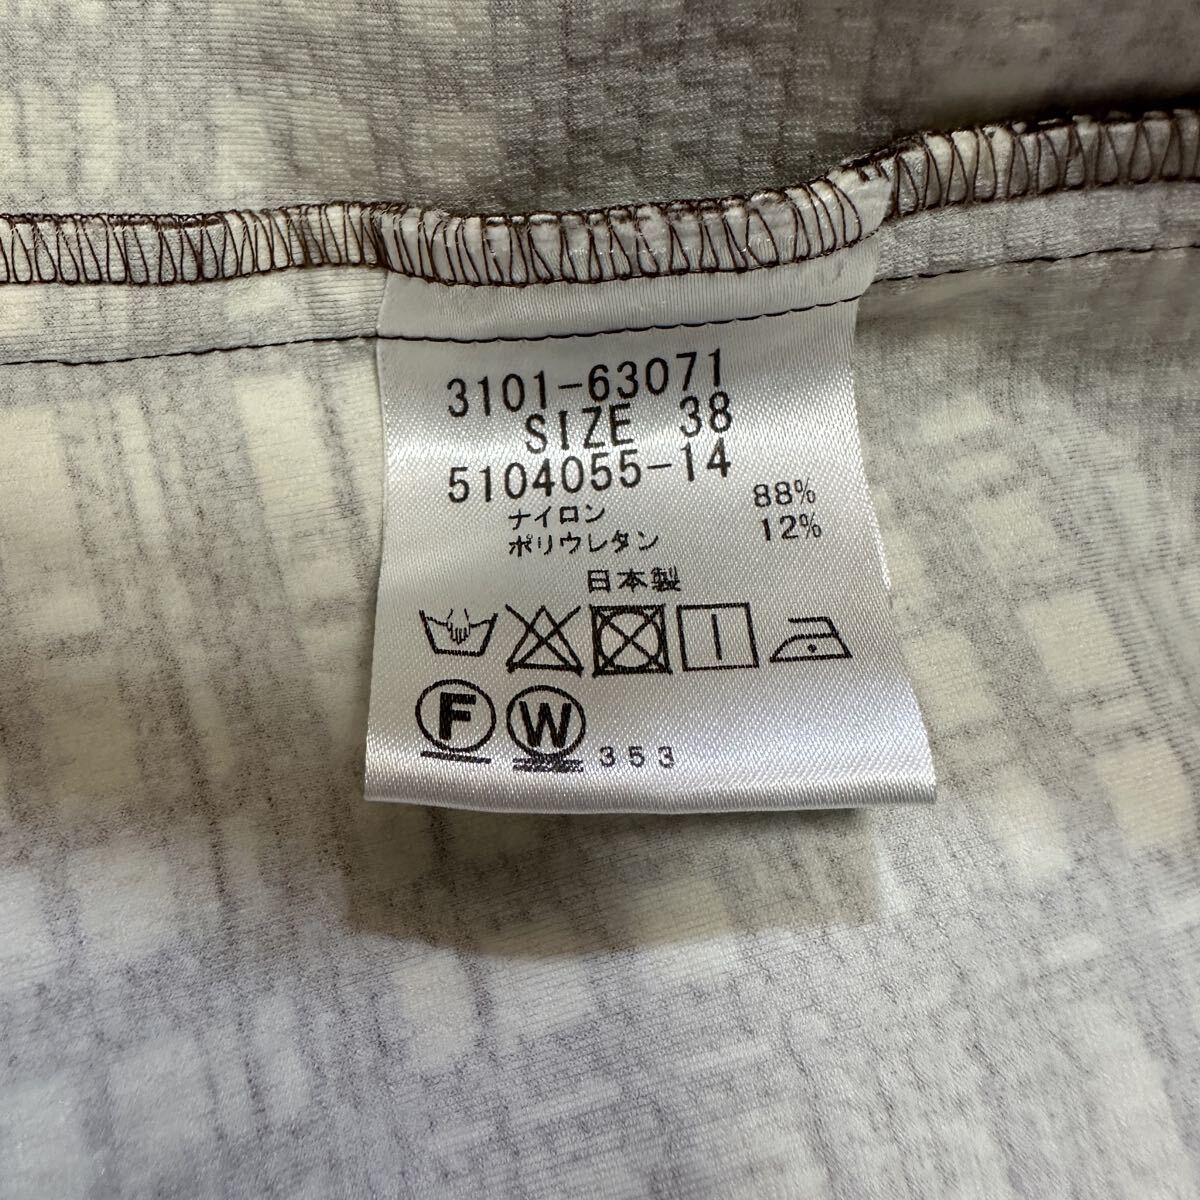 3101-63071
SIZE 38
5104055-14
ナイロン 88%
ポリウレタン 12%
日本製
F W 353